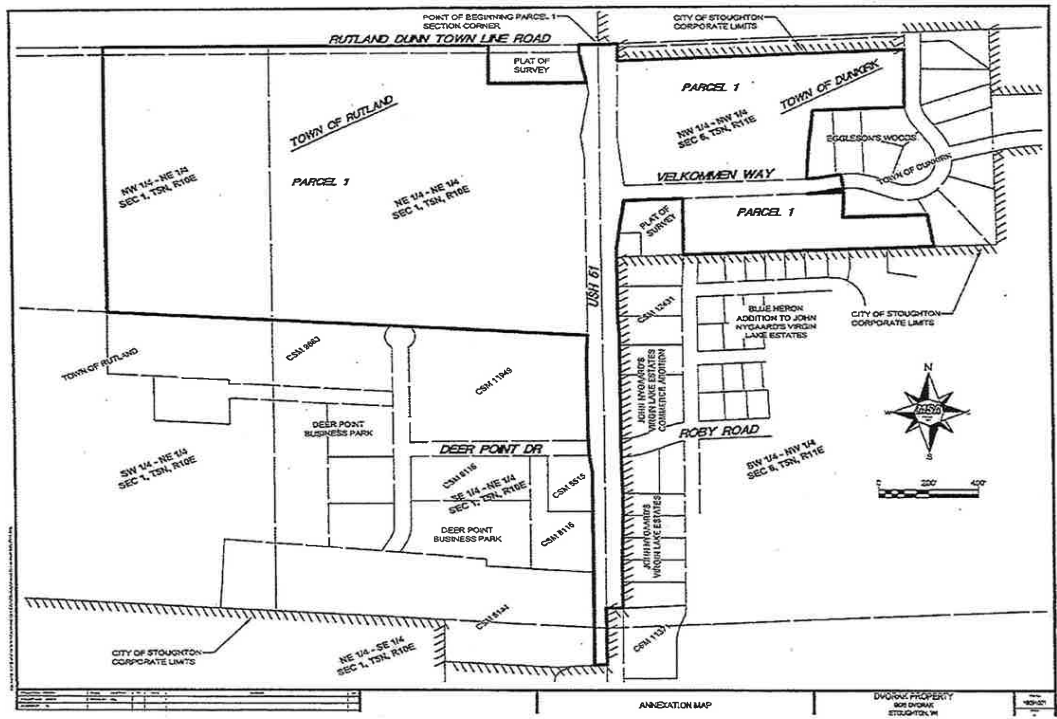 POINT OF BEGINNING PARCEL 1
SECTION CORNER
CITY OF STOUGHTON
CORPORATE LIMITS
RUTLAND DUNN TOWN LINE ROAD
PLAT OF
SURVEY
PARCEL 1
TOWN OF DUNKIRK
TOWN OF RUTLAND
NW 1/4 - NW 1/4
SEC 6, T5N, R11E
EGGLESON'S WOODS
TOWN OF DUNKIRK
NW 1/4 - NE 1/4
SEC 1, T5N, R10E
PARCEL 1
NE 1/4 - NE 1/4
SEC 1, T5N, R10E
VELKOMMEN WAY
PLAT OF
SURVEY
PARCEL 1
USH 51
CSM 12431
BLUE HERON
ADDITION TO JOHN
NYGAARD'S VIRGIN
LAKE ESTATES
CITY OF STOUGHTON
CORPORATE LIMITS
TOWN OF RUTLAND
CSM 11949
JOHN NYGAARD'S
VIRGIN LAKE ESTATES
COMMERCE ADDITION
N
S
DEER POINT
BUSINESS PARK
ROBY ROAD
DEER POINT DR
SW 1/4 - NE 1/4
SEC 1, T5N, R10E
SE 1/4 - NE 1/4
SEC 1, T5N, R10E
SW 1/4 - NW 1/4
SEC 6, T5N, R11E
0 200' 400'
CSM 8116
DEER POINT
BUSINESS PARK
JOHN NYGAARD'S
VIRGIN LAKE ESTATES
CITY OF STOUGHTON
CORPORATE LIMITS
NE 1/4 - SE 1/4
SEC 1, T5N, R10E
ANNEXATION MAP
DVORAK PROPERTY
STOUGHTON, WI